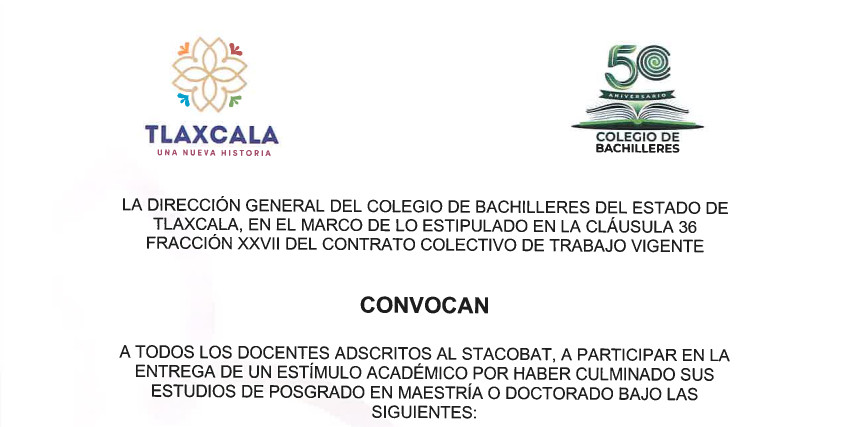 TLAXCALA
UNA NUEVA HISTORIA
50
ANIVERSARIO
COLEGIO DE
BACHILLERES
LA DIRECCIÓN GENERAL DEL COLEGIO DE BACHILLERES DEL ESTADO DE
TLAXCALA, EN EL MARCO DE LO ESTIPULADO EN LA CLÁUSULA 36
FRACCIÓN XXVII DEL CONTRATO COLECTIVO DE TRABAJO VIGENTE
CONVOCAN
A TODOS LOS DOCENTES ADSCRITOS AL STACOBAT, A PARTICIPAR EN LA
ENTREGA DE UN ESTÍMULO ACADÉMICO POR HABER CULMINADO SUS
ESTUDIOS DE POSGRADO EN MAESTRÍA O DOCTORADO BAJO LAS
SIGUIENTES: